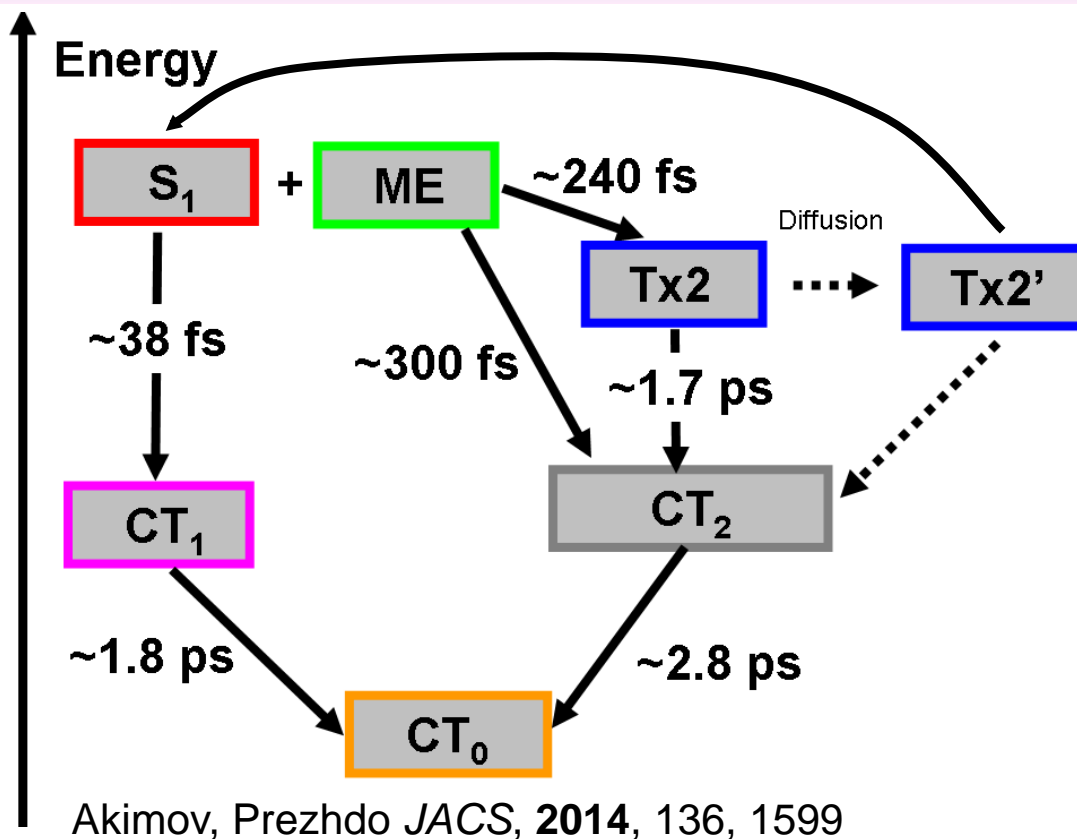 Energy
S₁ + ME
~240 fs
Diffusion
Tx2
Tx2’
~38 fs
~300 fs
~1.7 ps
CT₁
CT₂
~1.8 ps
~2.8 ps
CT₀
Akimov, Prezhdo JACS, 2014, 136, 1599